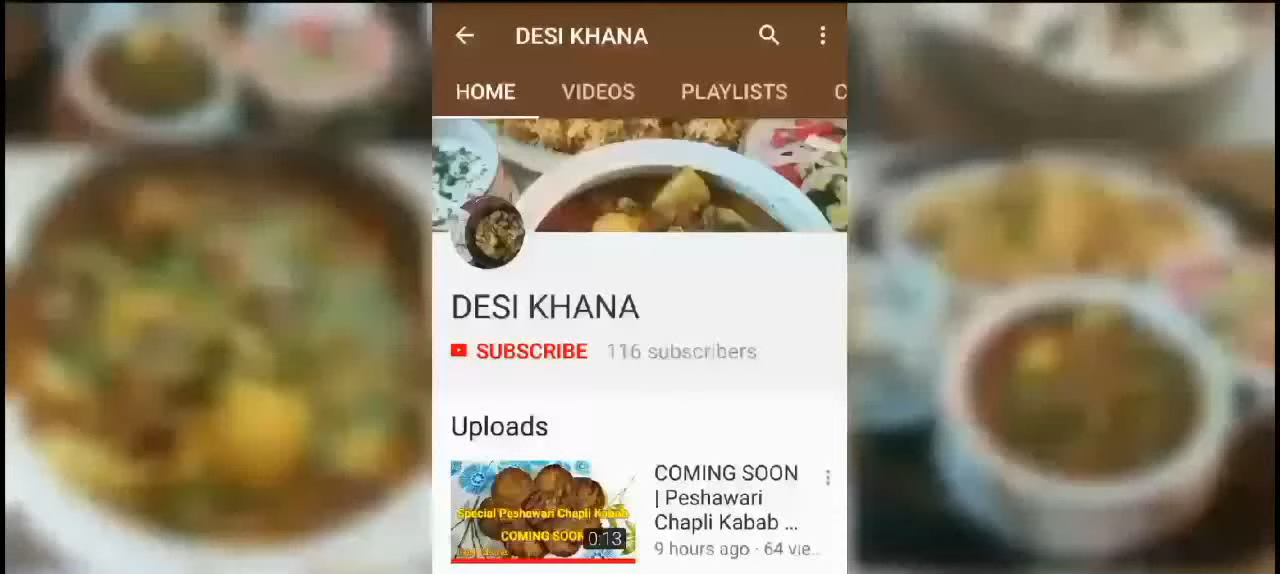 DESI KHANA
HOME VIDEOS PLAYLISTS C
DESI KHANA
SUBSCRIBE 116 subscribers
Uploads
COMING SOON
| Peshawari
Chapli Kabab ...
9 hours ago · 64 vie...
Special Peshawari Chapli Kabab
COMING SOON
0:13